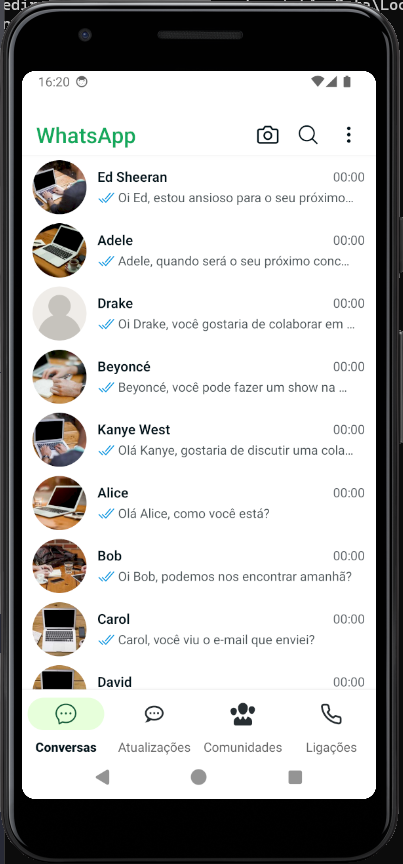 16:20
WhatsApp
Ed Sheeran 00:00
Oi Ed, estou ansioso para o seu próximo...
Adele 00:00
Adele, quando será o seu próximo conc...
Drake 00:00
Oi Drake, você gostaria de colaborar em ...
Beyoncé 00:00
Beyoncé, você pode fazer um show na ...
Kanye West 00:00
Olá Kanye, gostaria de discutir uma cola...
Alice 00:00
Olá Alice, como você está?
Bob 00:00
Oi Bob, podemos nos encontrar amanhã?
Carol 00:00
Carol, você viu o e-mail que enviei?
David 00:00
Conversas Atualizações Comunidades Ligações